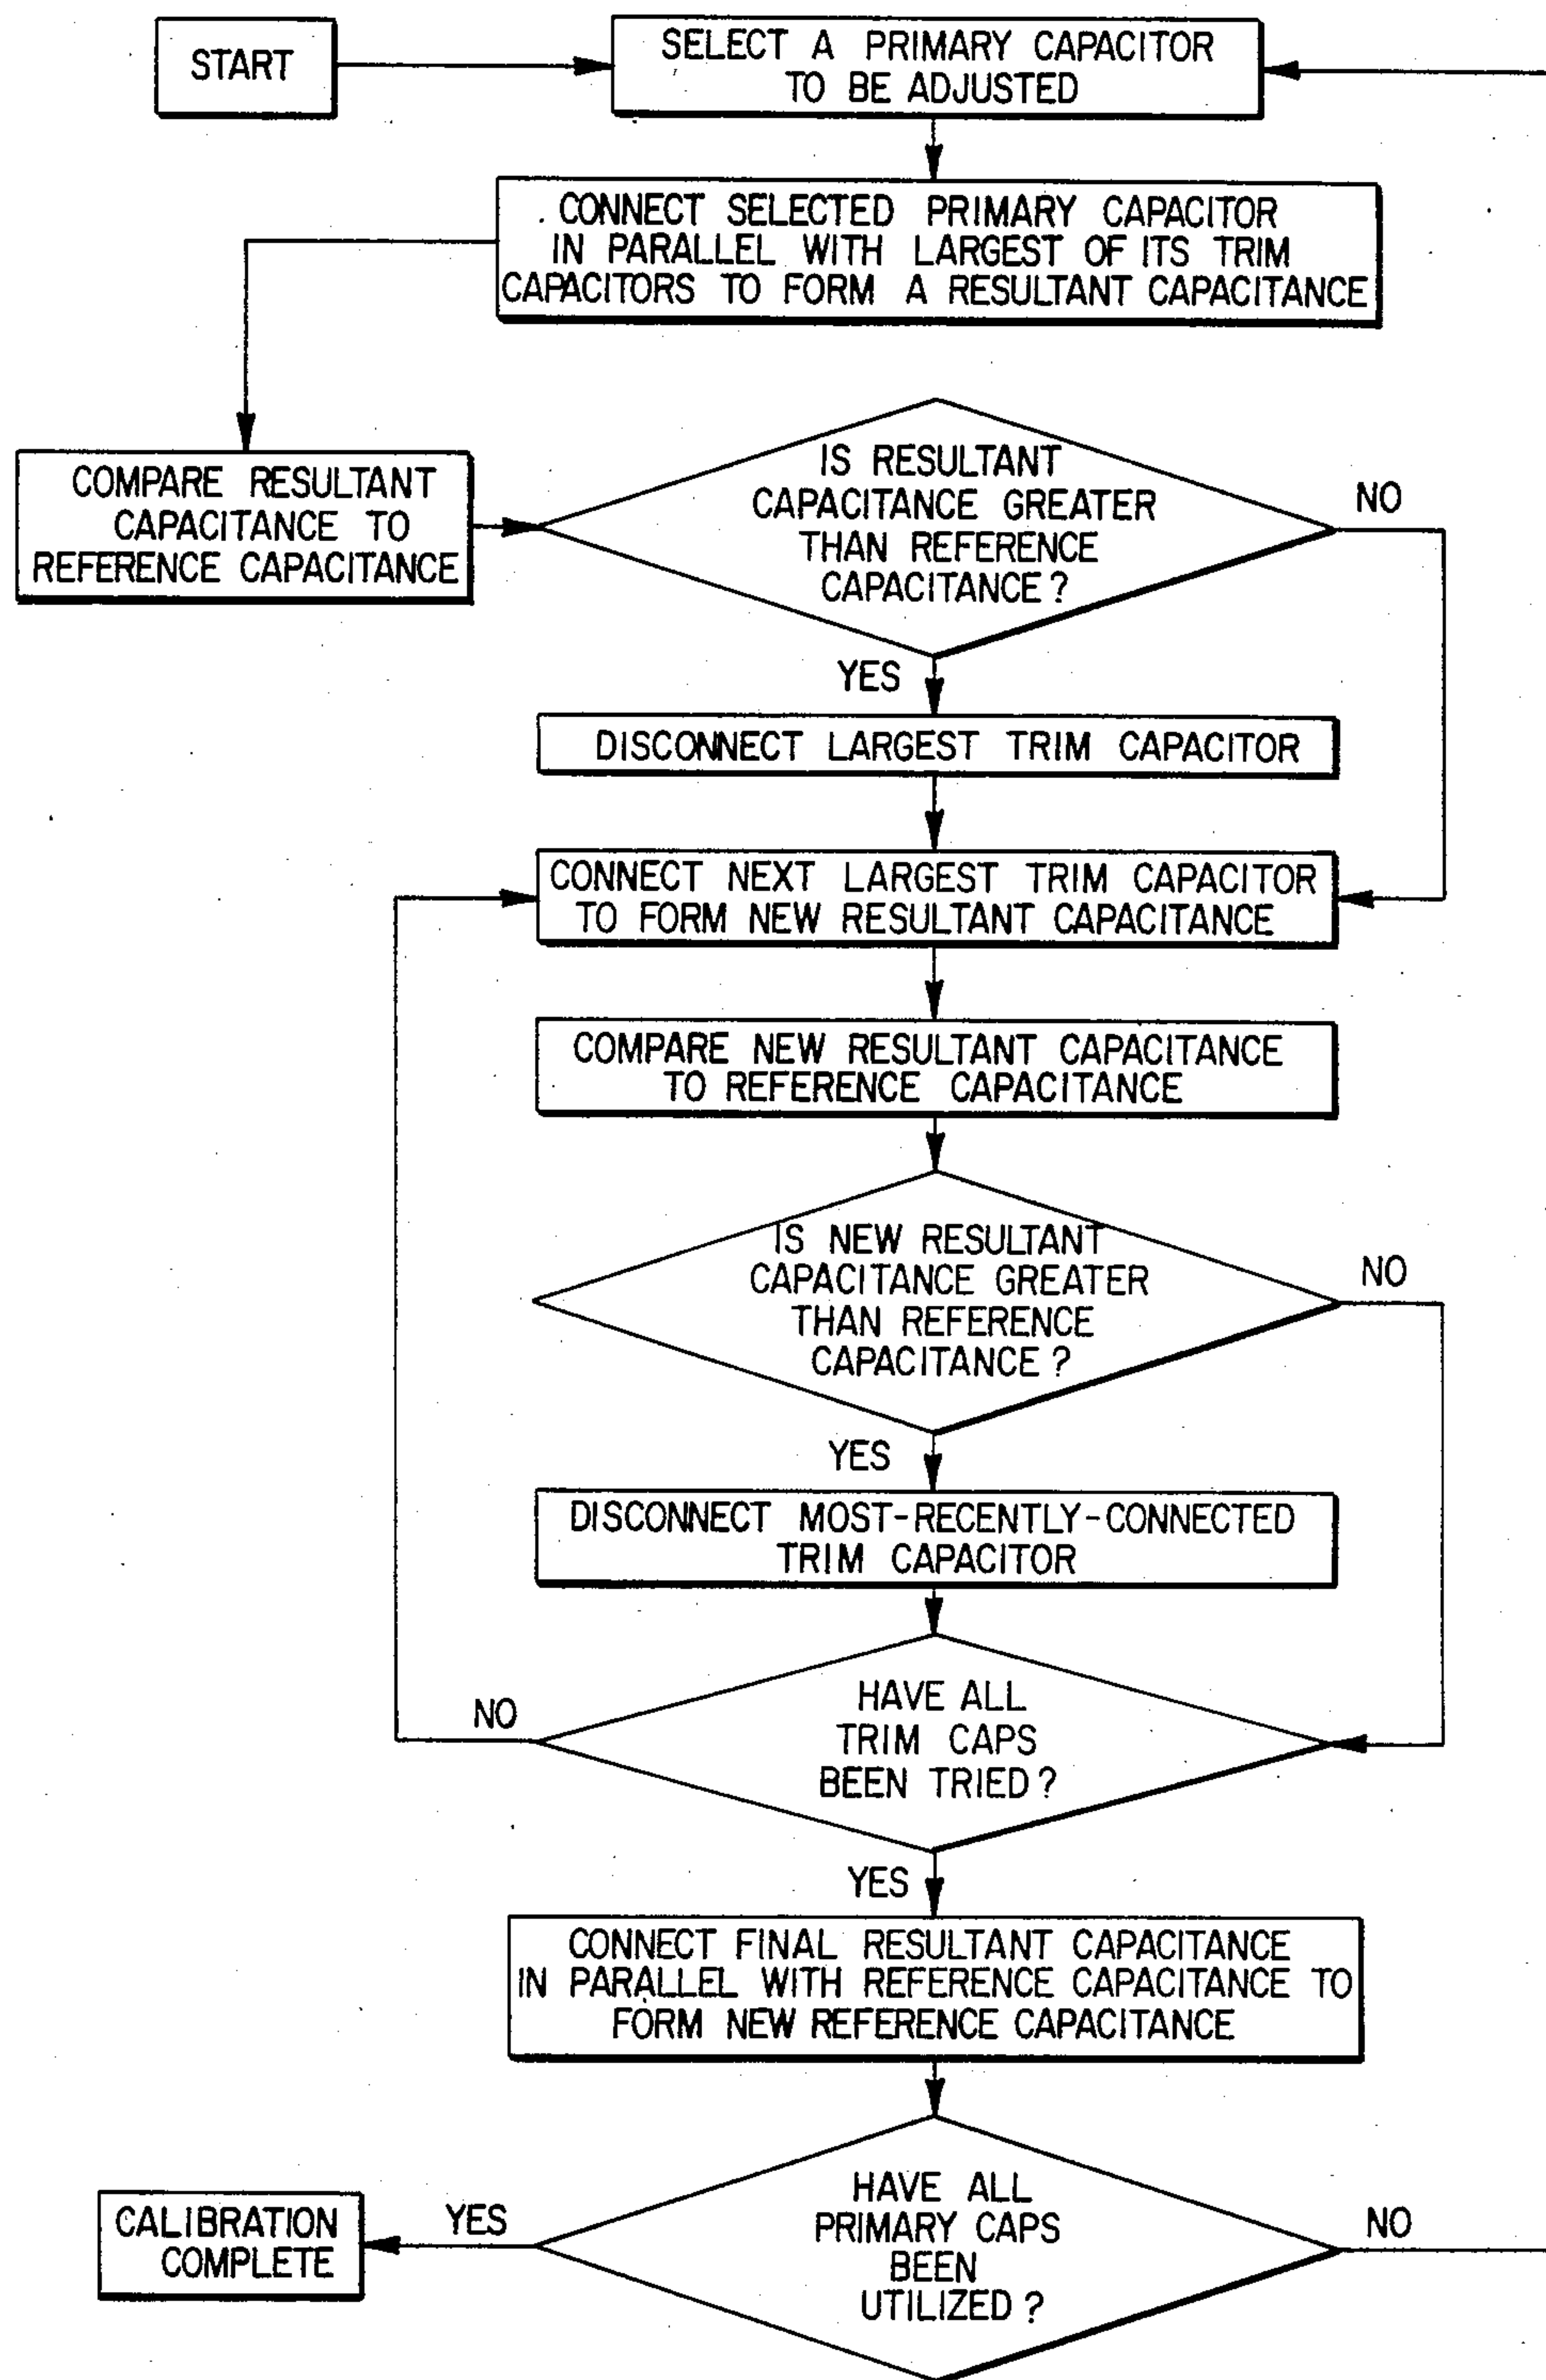 START
SELECT A PRIMARY CAPACITOR
TO BE ADJUSTED
CONNECT SELECTED PRIMARY CAPACITOR
IN PARALLEL WITH LARGEST OF ITS TRIM
CAPACITORS TO FORM A RESULTANT CAPACITANCE
COMPARE RESULTANT
CAPACITANCE TO
REFERENCE CAPACITANCE
IS RESULTANT
CAPACITANCE GREATER
THAN REFERENCE
CAPACITANCE?
NO
YES
DISCONNECT LARGEST TRIM CAPACITOR
CONNECT NEXT LARGEST TRIM CAPACITOR
TO FORM NEW RESULTANT CAPACITANCE
COMPARE NEW RESULTANT CAPACITANCE
TO REFERENCE CAPACITANCE
IS NEW RESULTANT
CAPACITANCE GREATER
THAN REFERENCE
CAPACITANCE?
NO
YES
DISCONNECT MOST-RECENTLY-CONNECTED
TRIM CAPACITOR
HAVE ALL
TRIM CAPS
BEEN TRIED?
NO
YES
CONNECT FINAL RESULTANT CAPACITANCE
IN PARALLEL WITH REFERENCE CAPACITANCE TO
FORM NEW REFERENCE CAPACITANCE
HAVE ALL
PRIMARY CAPS
BEEN
UTILIZED?
NO
YES
CALIBRATION
COMPLETE